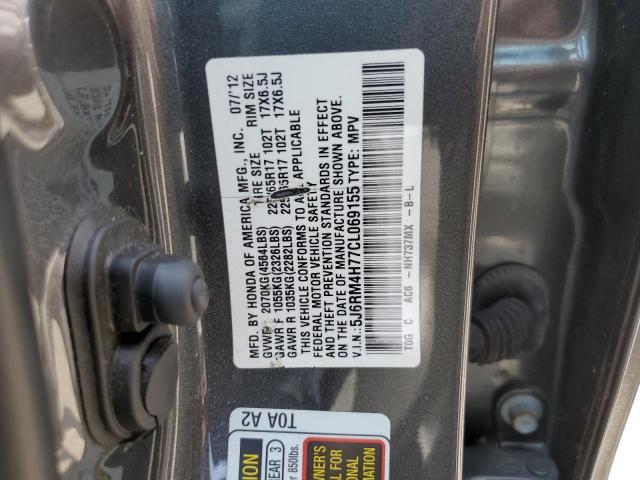 MFD. BY HONDA OF AMERICA MFG., INC. 07/'12
TIRE SIZE RIM SIZE
GVWR 2070KG(4564LBS)
GAWR F 1055KG(2326LBS) 225/65R17 102T 17X6.5J
GAWR R 1035KG(2282LBS) 225/65R17 102T 17X6.5J
THIS VEHICLE CONFORMS TO ALL APPLICABLE
FEDERAL MOTOR VEHICLE SAFETY
AND THEFT PREVENTION STANDARDS IN EFFECT
ON THE DATE OF MANUFACTURE SHOWN ABOVE.
V.I.N.: 5J6RM4H77CL069155 TYPE: MPV
T0G C AC6 -NH737MX -B-L
T0A A2
YEAR 3
850lbs.